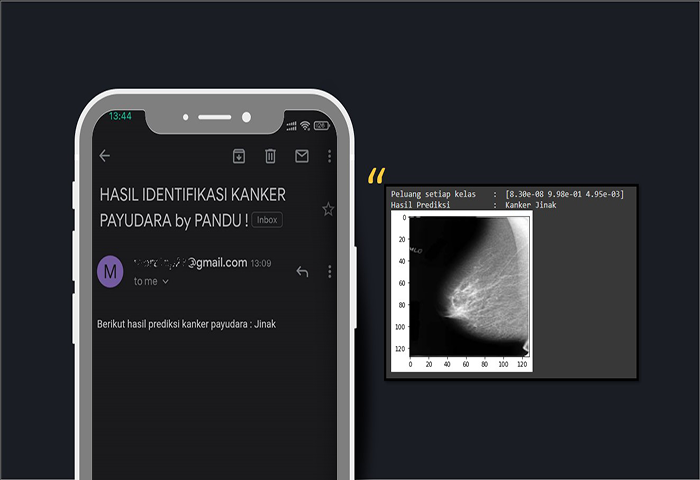 13:44
HASIL IDENTIFIKASI KANKER
PAYUDARA by PANDU ! Inbox
M
@gmail.com 13:09
to me
Berikut hasil prediksi kanker payudara : Jinak
“
Peluang setiap kelas : [8.30e-08 9.98e-01 4.95e-03]
Hasil Prediksi : Kanker Jinak
0
20
40
60
80
100
120
0 20 40 60 80 100 120